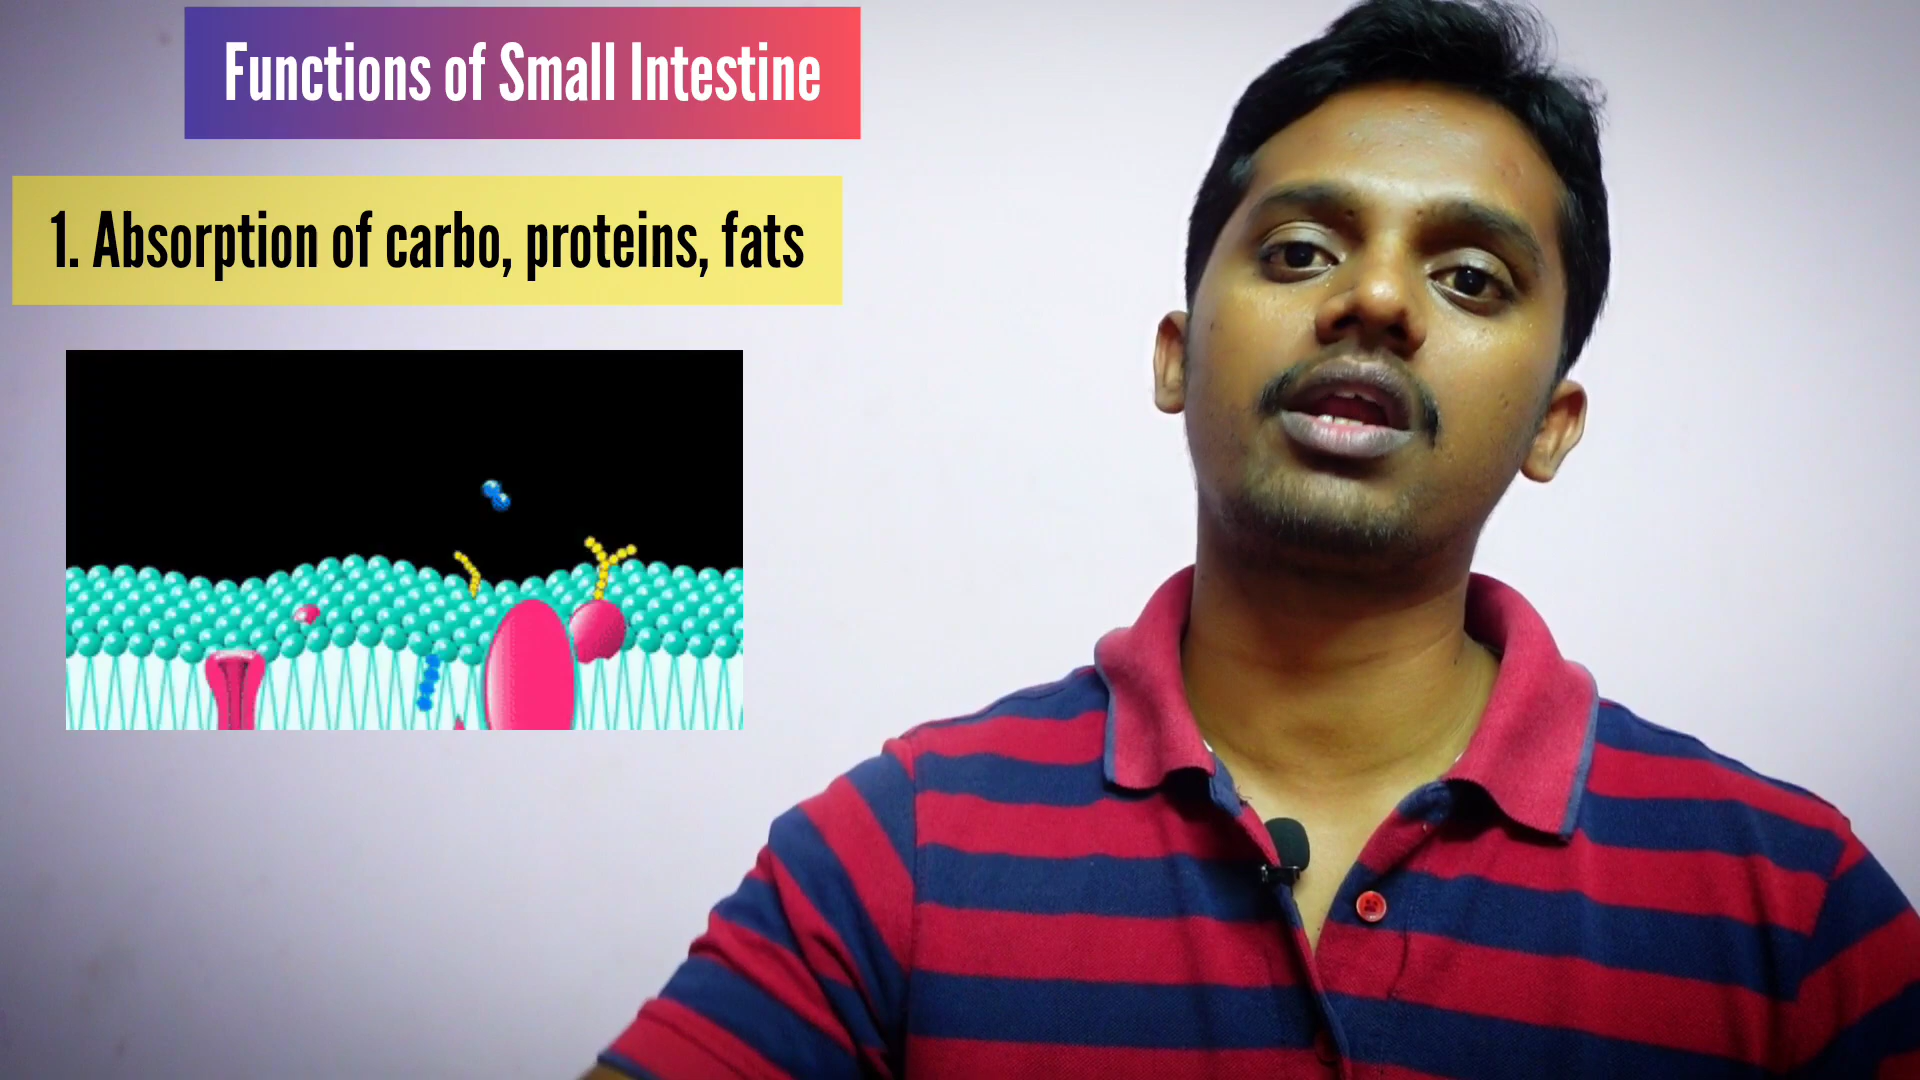 Functions of Small Intestine
1. Absorption of carbo, proteins, fats